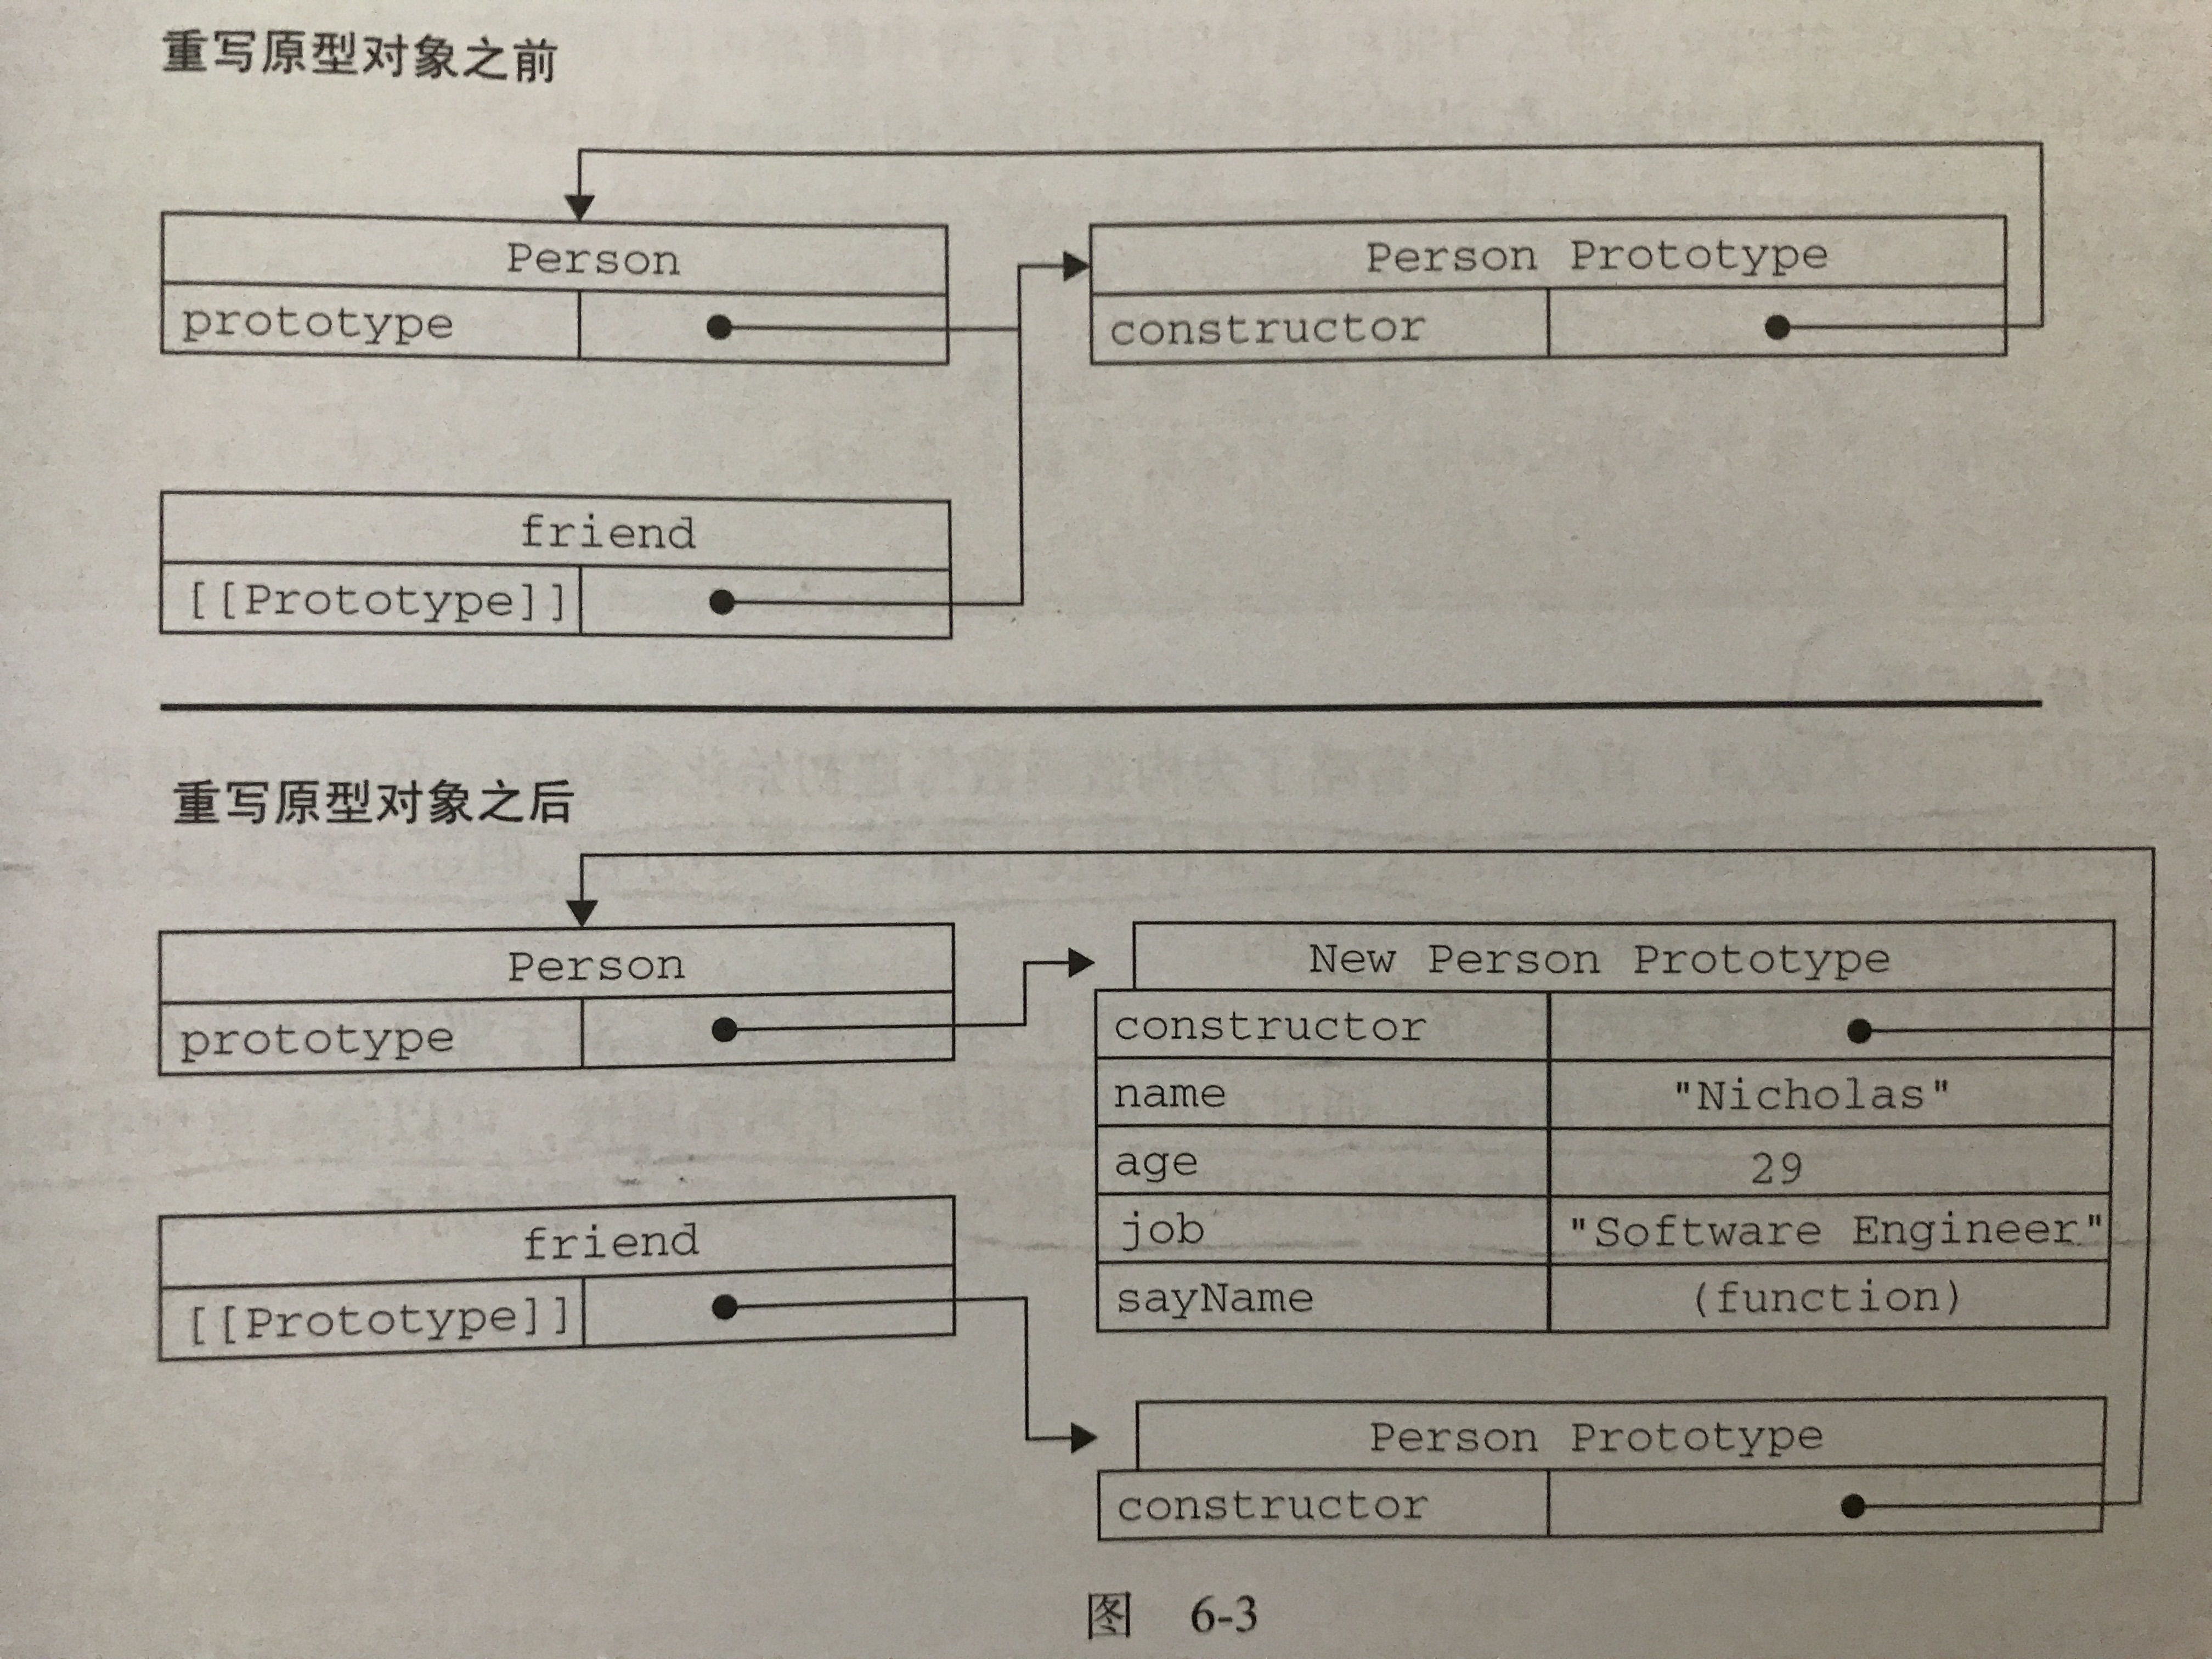 重写原型对象之前
Person
prototype
Person Prototype
constructor
friend
[[Prototype]]
重写原型对象之后
Person
prototype
New Person Prototype
constructor
name "Nicholas"
age 29
job "Software Engineer"
sayName (function)
friend
[[Prototype]]
Person Prototype
constructor
图 6-3